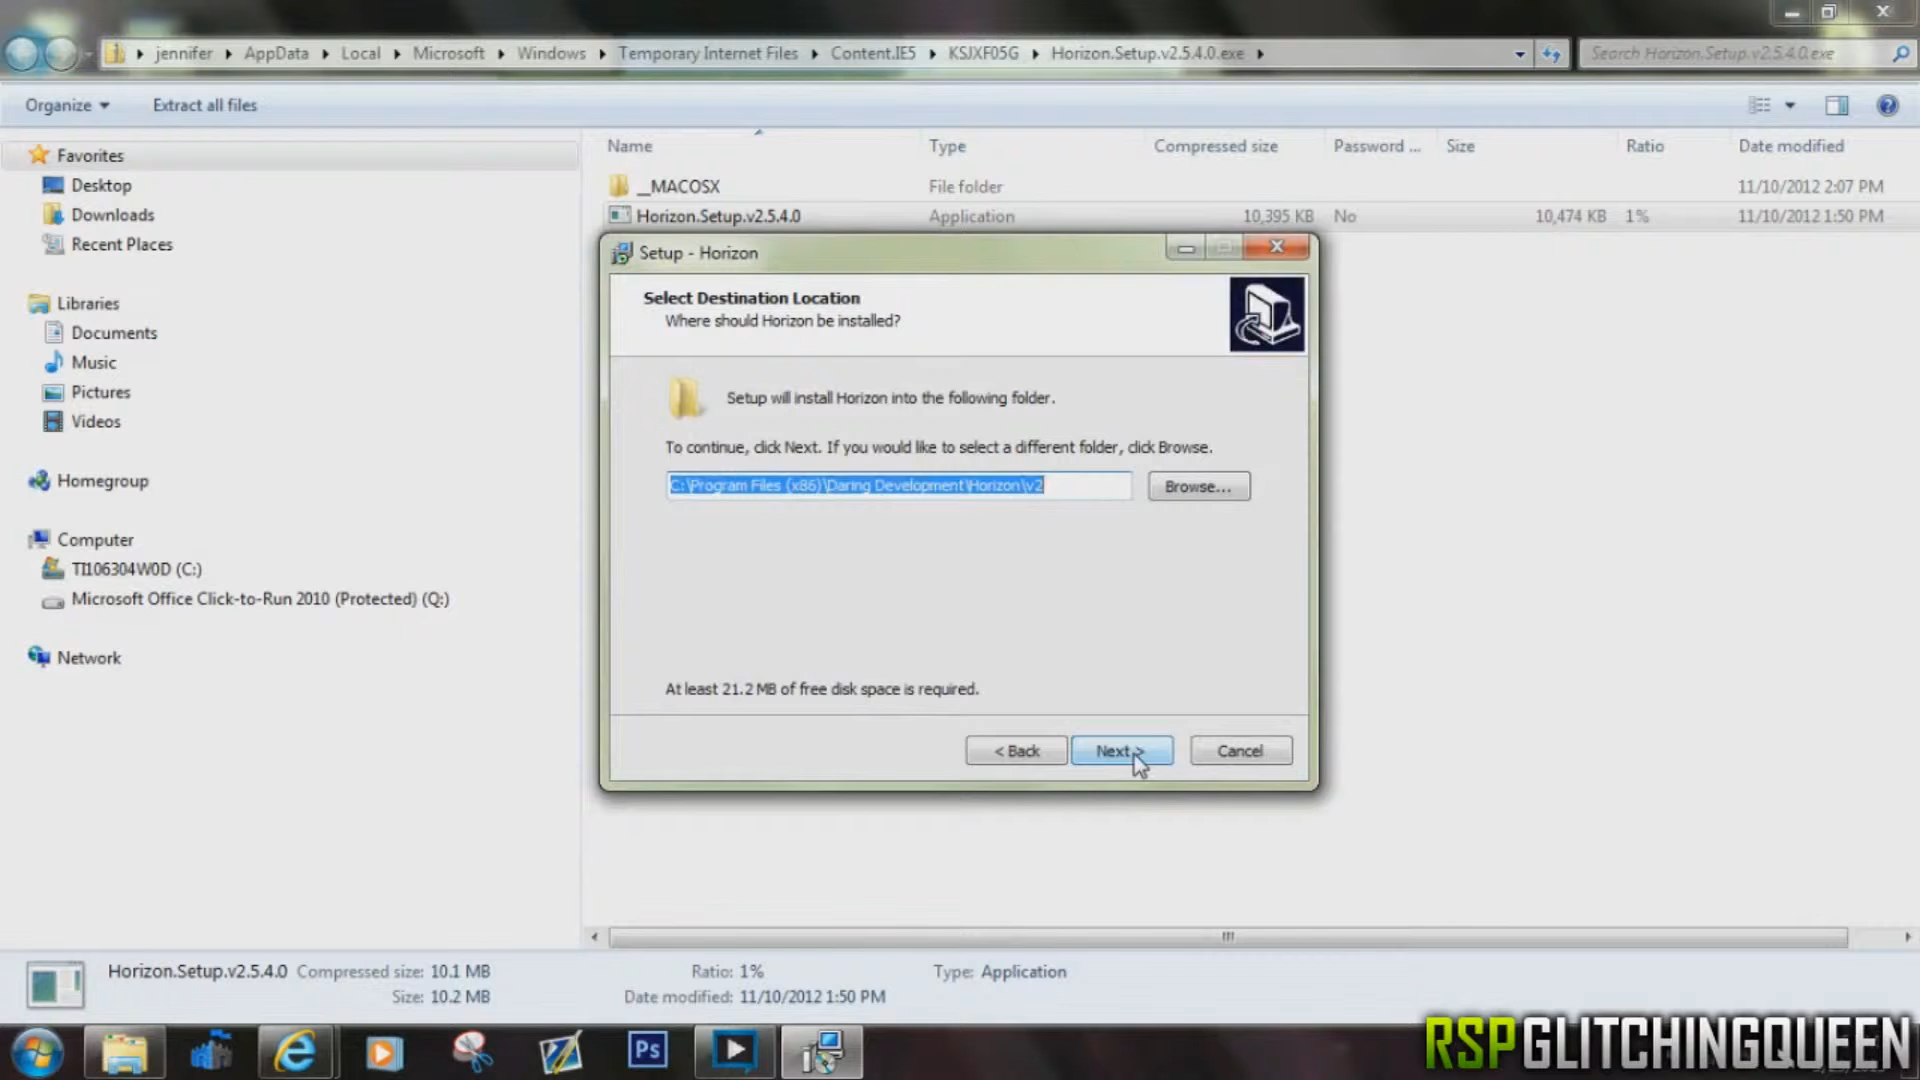 jennifer AppData Local Microsoft Windows Temporary Internet Files Content.IE5 KSJXF05G Horizon.Setup.v2.5.4.0.exe
Search Horizon.Setup.v2.5.4.0.exe
Organize Extract all files
Favorites
Desktop
Downloads
Recent Places
Libraries
Documents
Music
Pictures
Videos
Homegroup
Computer
TI106304W0D (C:)
Microsoft Office Click-to-Run 2010 (Protected) (Q:)
Network
Name Type Compressed size Password ... Size Ratio Date modified
__MACOSX File folder 11/10/2012 2:07 PM
Horizon.Setup.v2.5.4.0 Application 10,395 KB No 10,474 KB 1% 11/10/2012 1:50 PM
Setup - Horizon
Select Destination Location
Where should Horizon be installed?
Setup will install Horizon into the following folder.
To continue, click Next. If you would like to select a different folder, click Browse.
C:\Program Files (x86)\Daring Development\Horizon\v2
Browse...
At least 21.2 MB of free disk space is required.
< Back Next > Cancel
Horizon.Setup.v2.5.4.0 Compressed size: 10.1 MB Ratio: 1% Type: Application
Size: 10.2 MB Date modified: 11/10/2012 1:50 PM
Ps
RSPGLITCHINGQUEEN